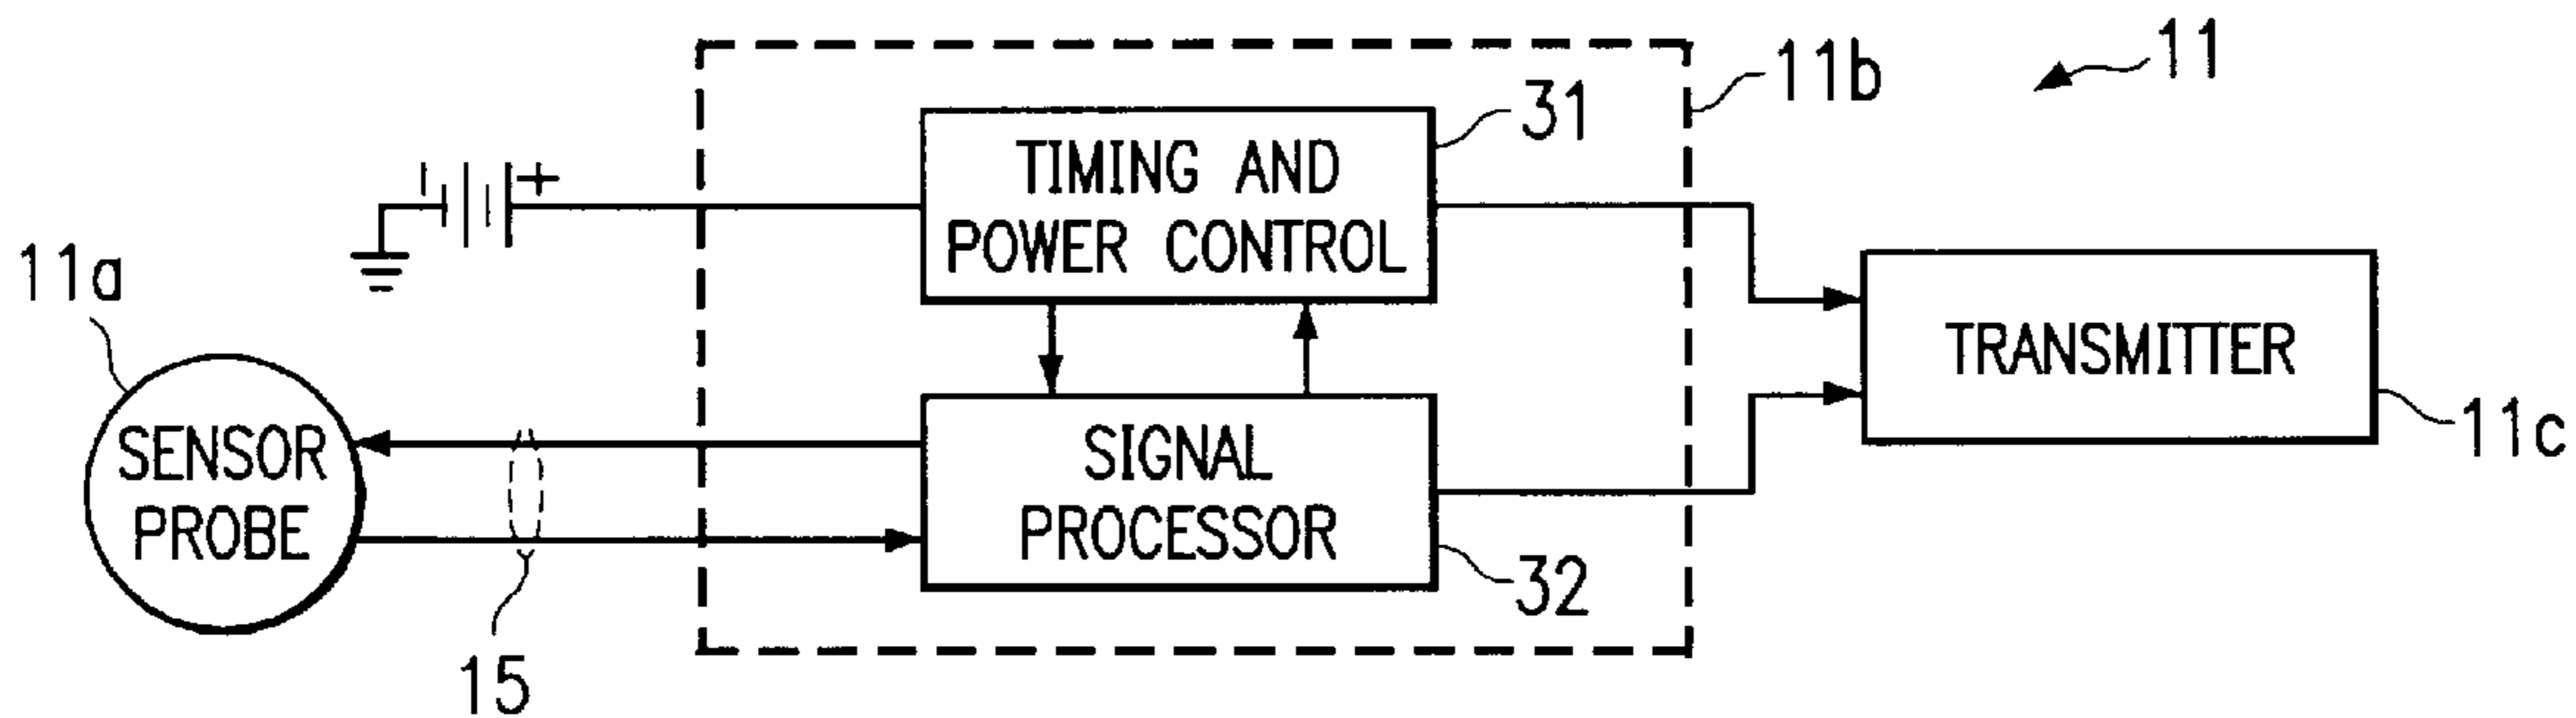 11
11b
31
TIMING AND
POWER CONTROL
+
11a
TRANSMITTER
11c
SENSOR
PROBE
SIGNAL
PROCESSOR
32
15